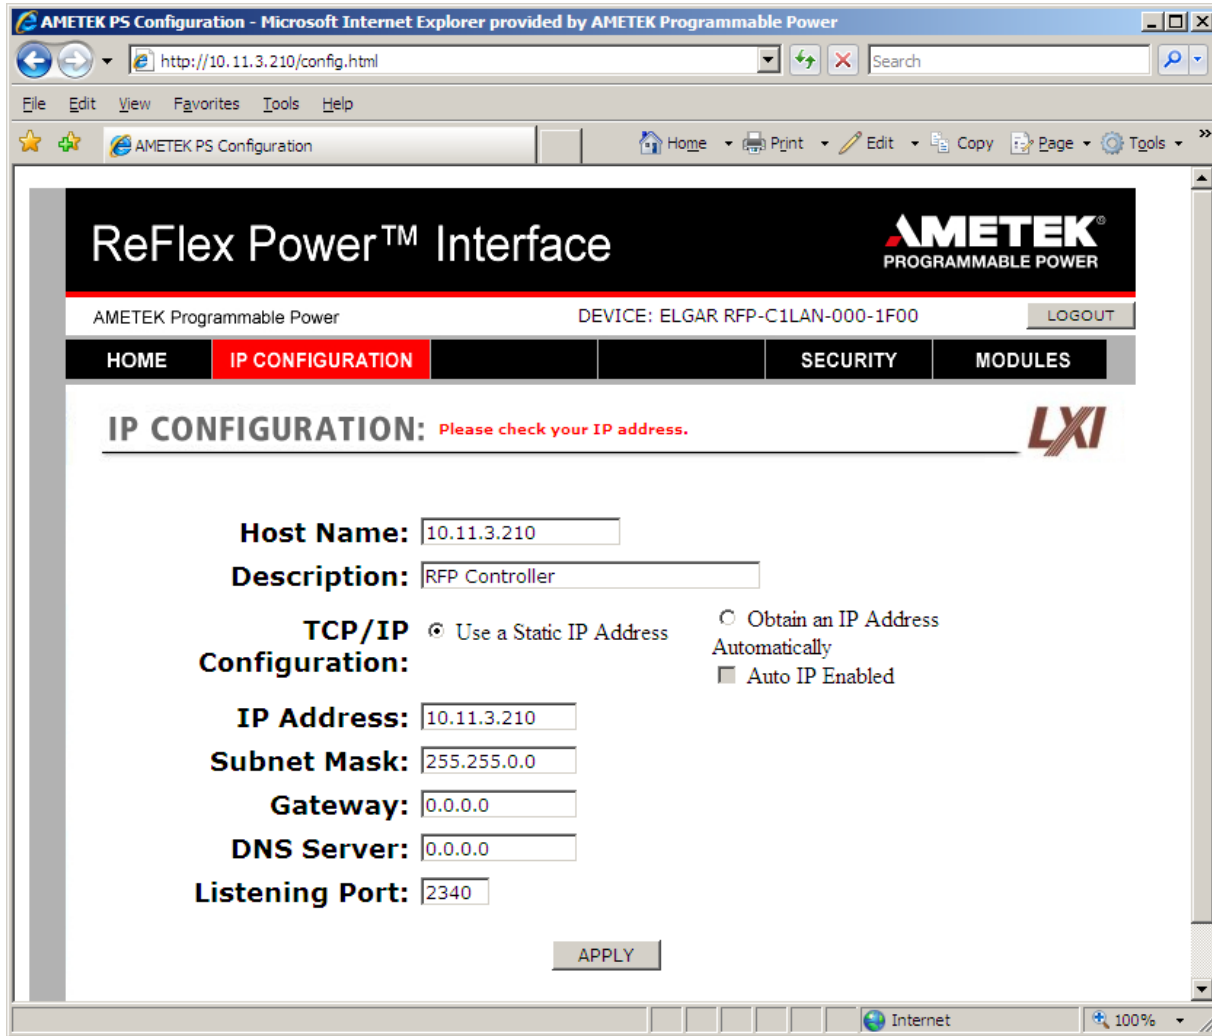 AMETEK PS Configuration - Microsoft Internet Explorer provided by AMETEK Programmable Power
http://10.11.3.210/config.html
Search
File Edit View Favorites Tools Help
AMETEK PS Configuration
Home Print Edit Copy Page Tools »
ReFlex Power™ Interface
AMETEK®
PROGRAMMABLE POWER
AMETEK Programmable Power DEVICE: ELGAR RFP-C1LAN-000-1F00 LOGOUT
HOME IP CONFIGURATION SECURITY MODULES
IP CONFIGURATION: Please check your IP address. LXI
Host Name: 10.11.3.210
Description: RFP Controller
TCP/IP Configuration:
Use a Static IP Address
Obtain an IP Address
Automatically
Auto IP Enabled
IP Address: 10.11.3.210
Subnet Mask: 255.255.0.0
Gateway: 0.0.0.0
DNS Server: 0.0.0.0
Listening Port: 2340
APPLY
Internet 100%